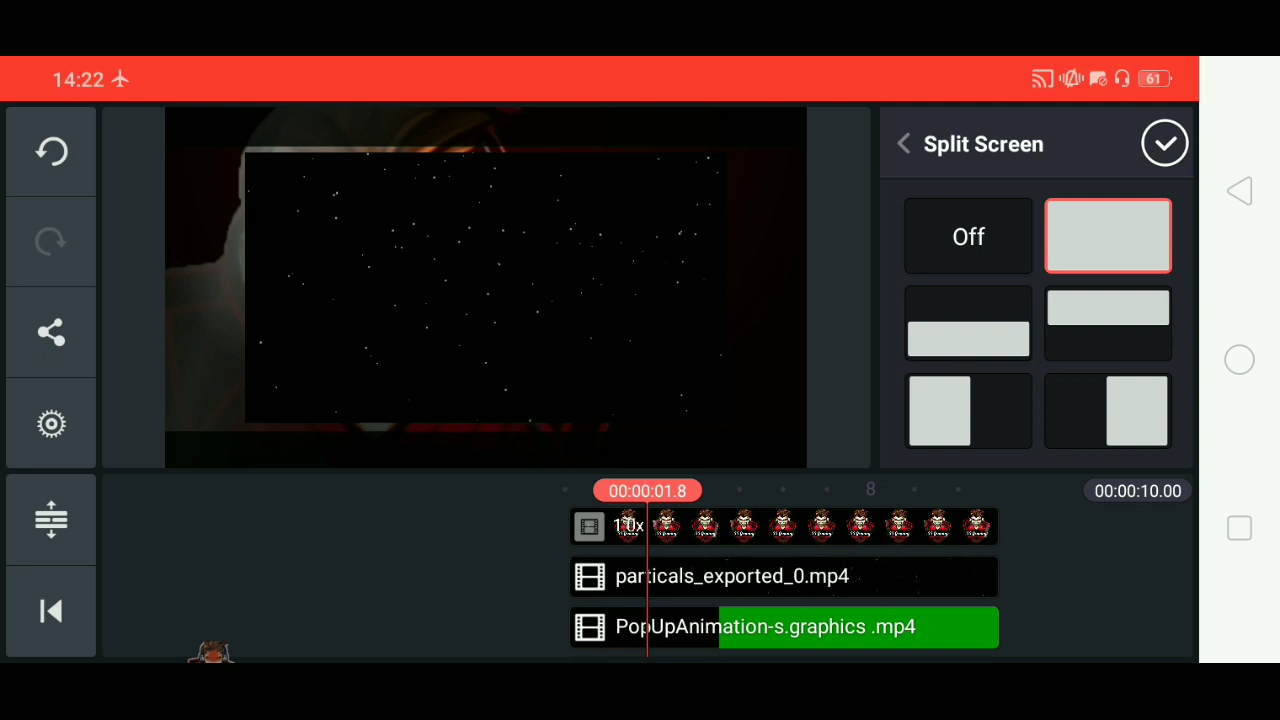 14:22
61
Split Screen
Off
00:00:01.8
8
00:00:10.00
1.0x
particals_exported_0.mp4
PopUpAnimation-s.graphics .mp4